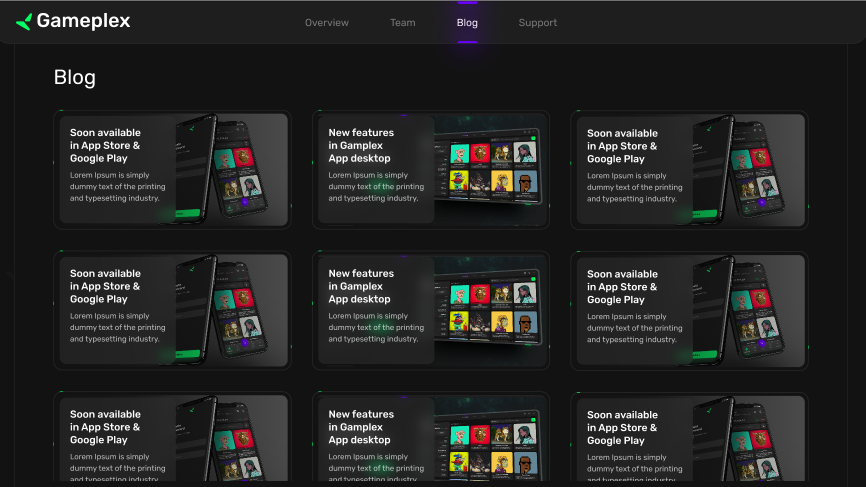 Gameplex
Overview
Team
Blog
Support
Blog
Soon available
in App Store &
Google Play
Lorem Ipsum is simply
dummy text of the printing
and typesetting industry.
New features
in Gamplex
App desktop
Lorem Ipsum is simply
dummy text of the printing
and typesetting industry.
Soon available
in App Store &
Google Play
Lorem Ipsum is simply
dummy text of the printing
and typesetting industry.
Soon available
in App Store &
Google Play
Lorem Ipsum is simply
dummy text of the printing
and typesetting industry.
New features
in Gamplex
App desktop
Lorem Ipsum is simply
dummy text of the printing
and typesetting industry.
Soon available
in App Store &
Google Play
Lorem Ipsum is simply
dummy text of the printing
and typesetting industry.
Soon available
in App Store &
Google Play
Lorem Ipsum is simply
dummy text of the printing
and typesetting industry.
New features
in Gamplex
App desktop
Lorem Ipsum is simply
dummy text of the printing
and typesetting industry.
Soon available
in App Store &
Google Play
Lorem Ipsum is simply
dummy text of the printing
and typesetting industry.